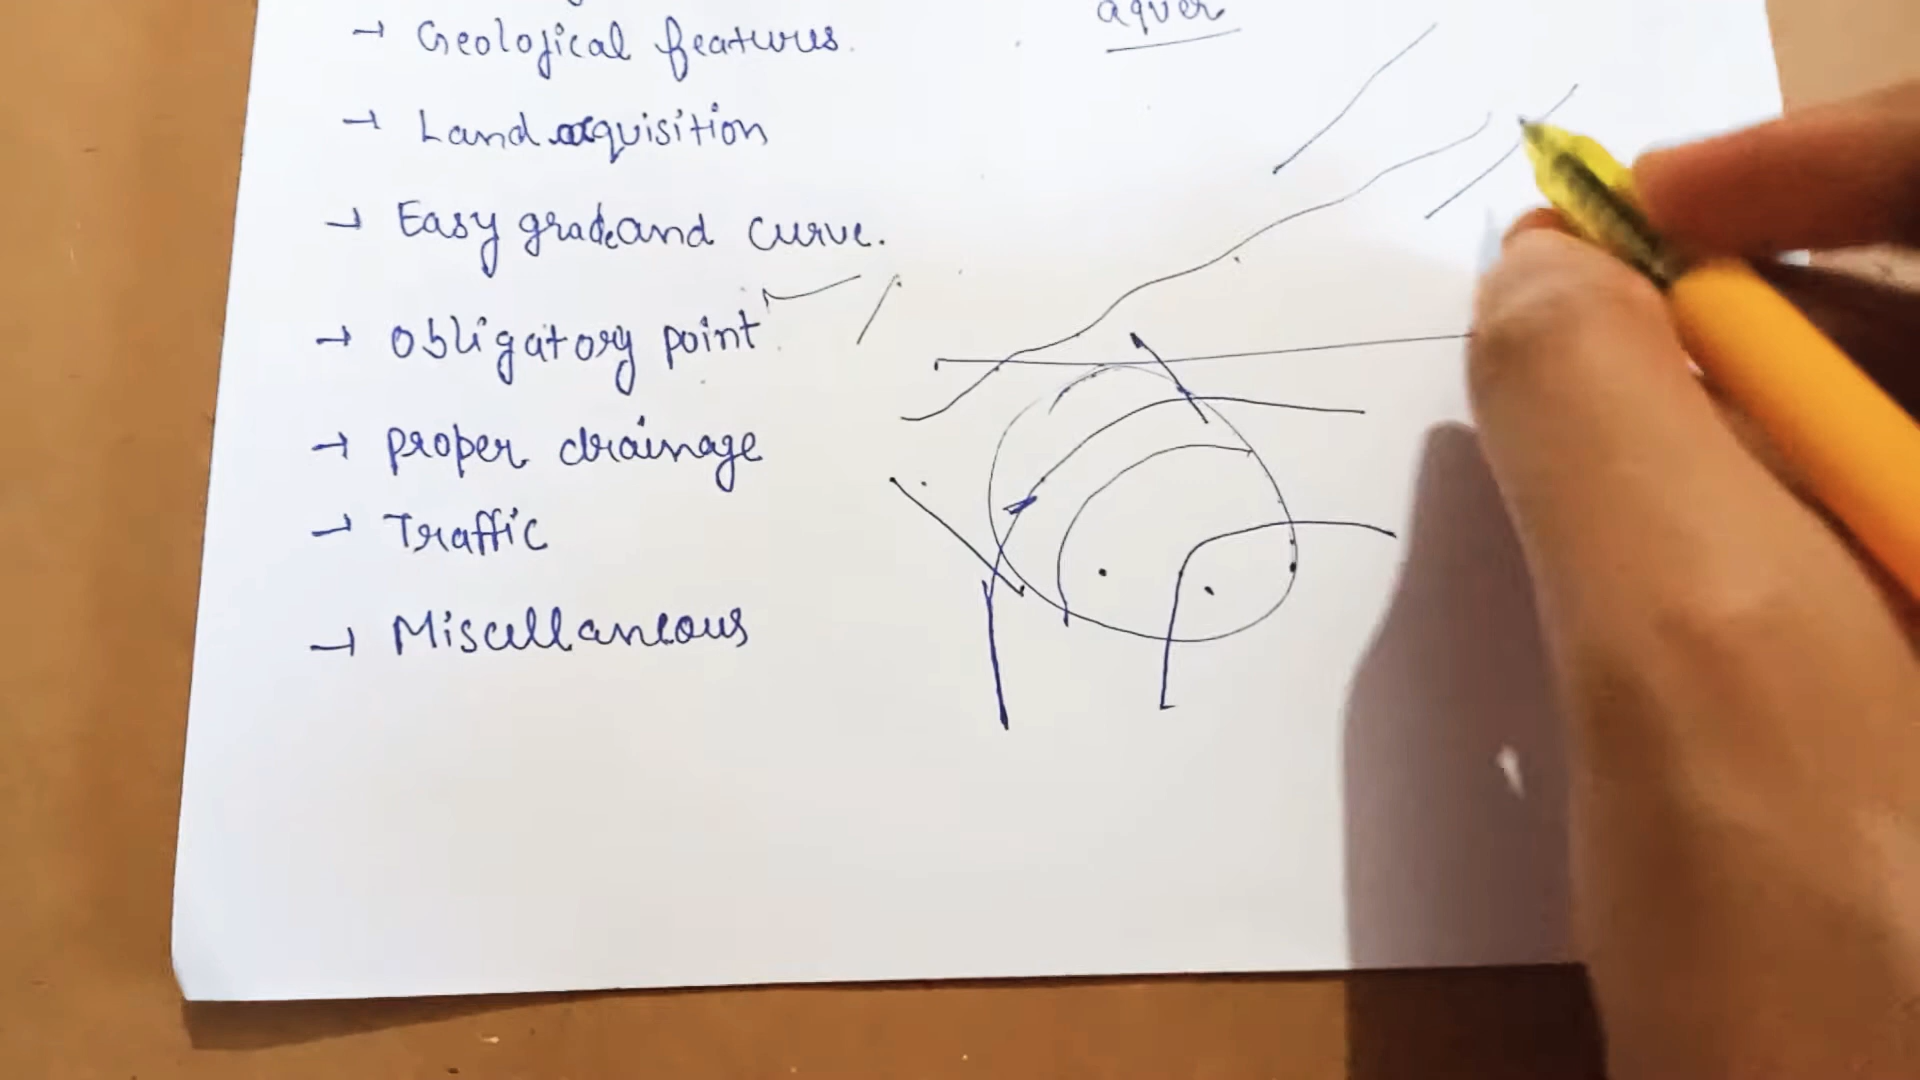 → Geological features.
aquer
→ Land acquisition
→ Easy grade and curve.
→ Obligatory point
→ proper drainage
→ Traffic
→ Miscellaneous